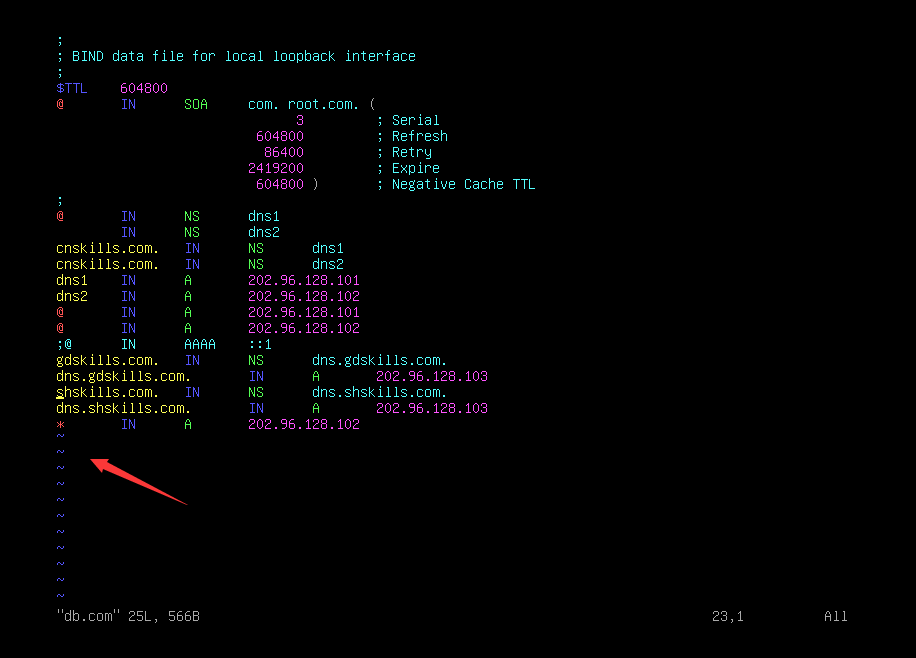 ;
; BIND data file for local loopback interface
;
$TTL    604800
@       IN      SOA     com. root.com. (
                              3         ; Serial
                         604800         ; Refresh
                          86400         ; Retry
                        2419200         ; Expire
                         604800 )       ; Negative Cache TTL
;
@       IN      NS      dns1
        IN      NS      dns2
cnskills.com.   IN      NS      dns1
cnskills.com.   IN      NS      dns2
dns1    IN      A       202.96.128.101
dns2    IN      A       202.96.128.102
@       IN      A       202.96.128.101
@       IN      A       202.96.128.102
;@      IN      AAAA    ::1
gdskills.com.   IN      NS      dns.gdskills.com.
dns.gdskills.com.       IN      A       202.96.128.103
shskills.com.   IN      NS      dns.shskills.com.
dns.shskills.com.       IN      A       202.96.128.103
*       IN      A       202.96.128.102
~
~
~
~
~
~
~
~
~
~
~
"db.com" 25L, 566B                                                                23,1          All